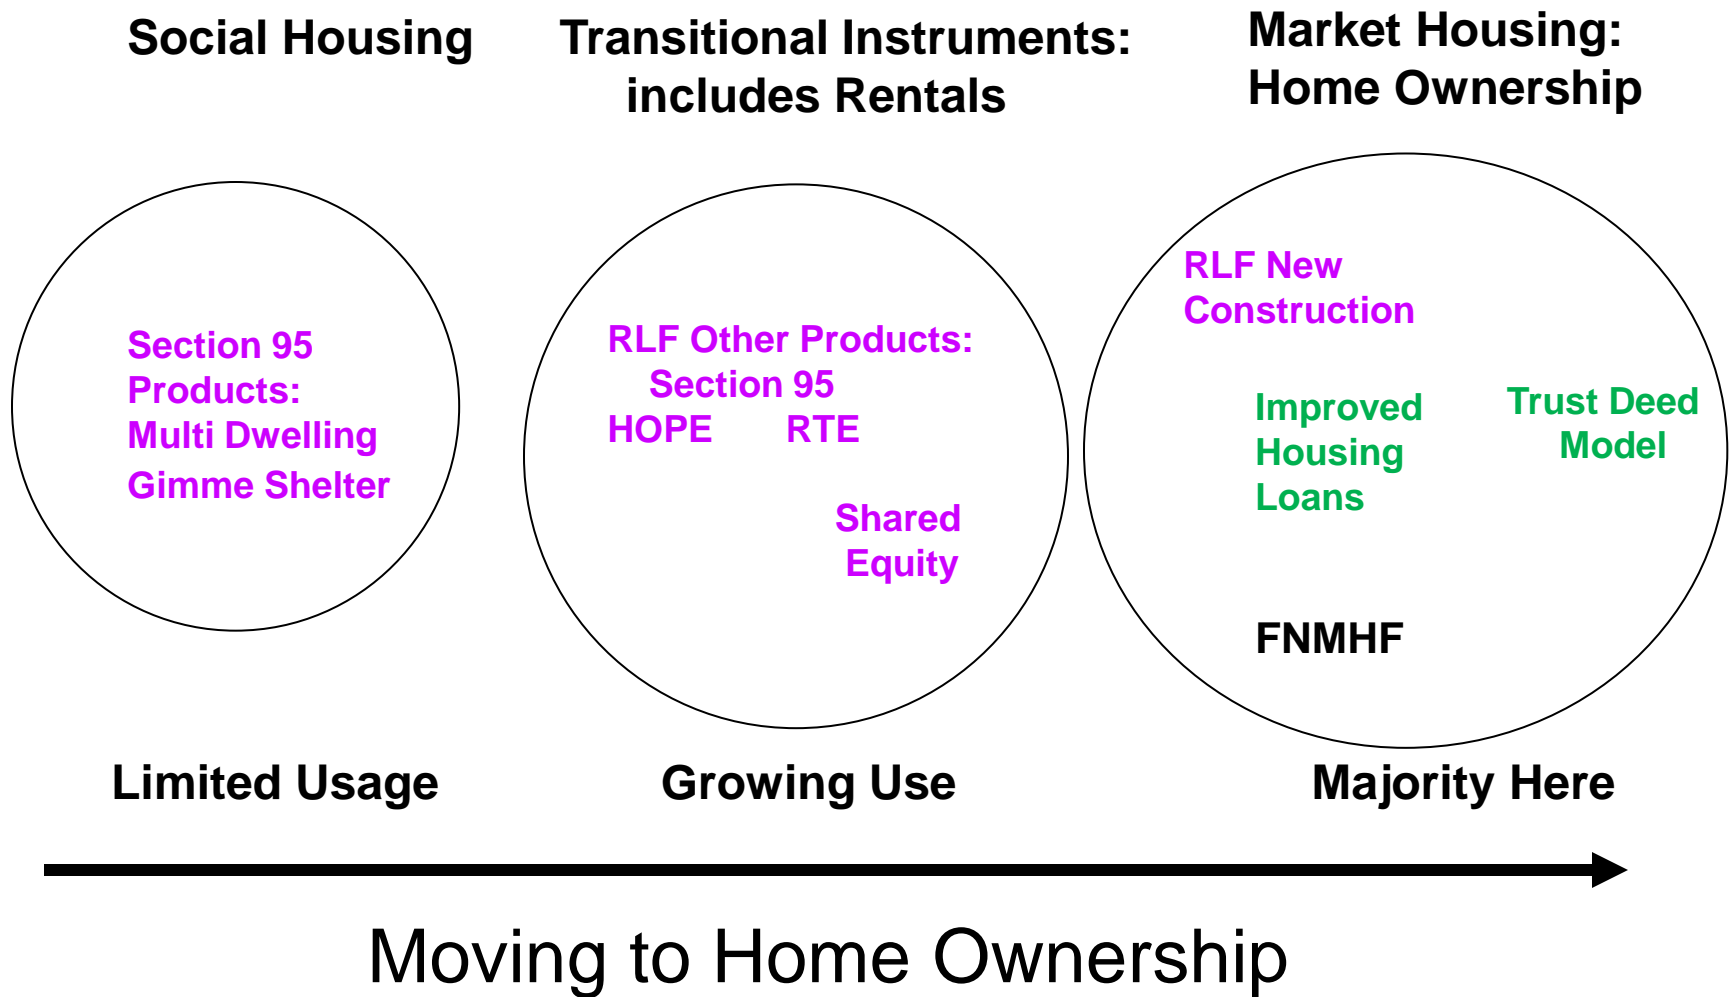 Social Housing
Transitional Instruments:
includes Rentals
Market Housing:
Home Ownership
Section 95
Products:
Multi Dwelling
Gimme Shelter
RLF Other Products:
Section 95
HOPE RTE
Shared
Equity
RLF New
Construction
Improved
Housing
Loans
Trust Deed
Model
FNMHF
Limited Usage
Growing Use
Majority Here
Moving to Home Ownership